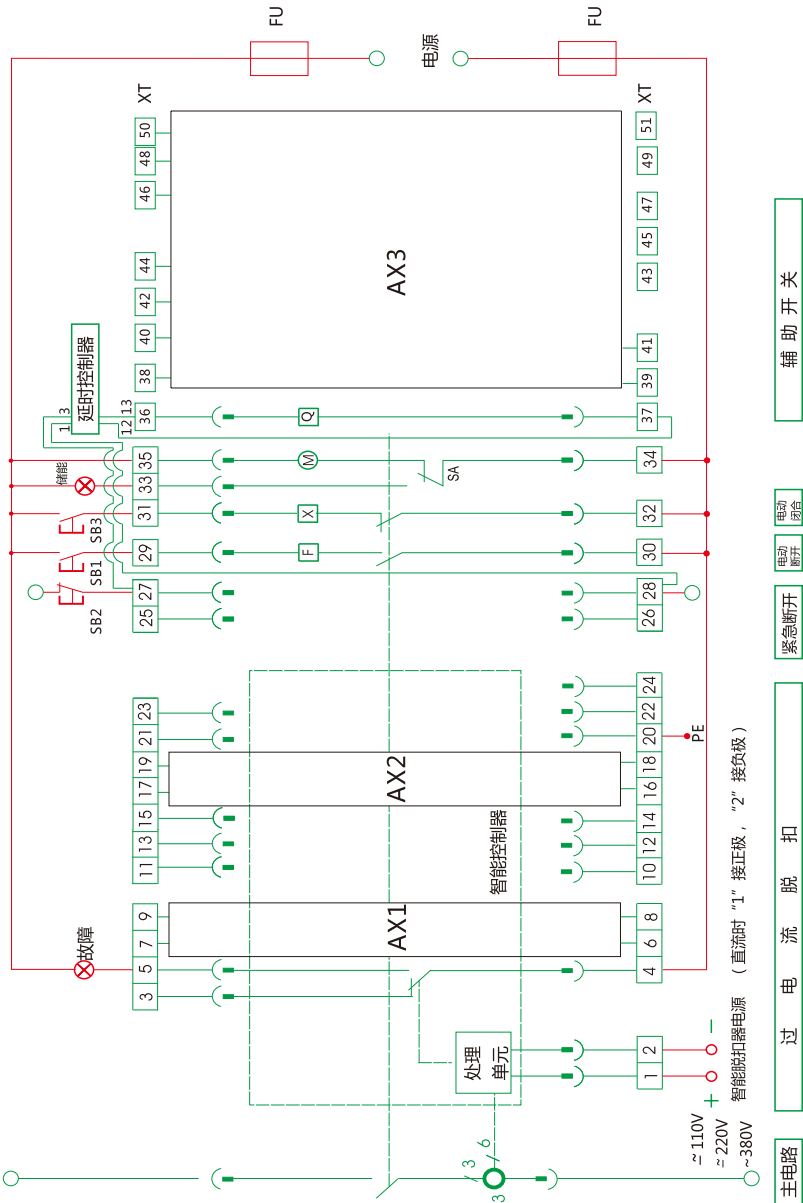 储能
1 3
故障
延时控制器
SB2
SB1
SB3
12 13
3 5 7 9 11 13 15 17 19 21 23 25 27 29 31 33 35 36 38 40 42 44 46 48 50 XT
FU
F X M Q
AX1 AX2 AX3
电源
SA
3
6
3
处理
单元
智能控制器
FU
1 2 4 6 8 10 12 14 16 18 20 22 24 26 28 30 32 34 37 39 41 43 45 47 49 51 XT
PE
≃110V + −
≃220V
~380V
智能脱扣器电源 （直流时“1”接正极，“2”接负极）
主电路
过电流脱扣
紧急断开
电动
断开
电动
闭合
辅助开关